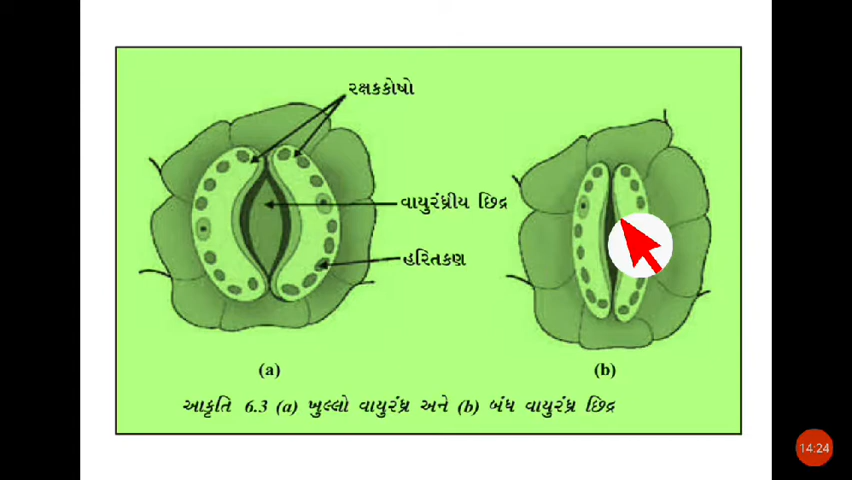 રક્ષકકોષો
વાયુરંધ્રીય છિદ્ર
હરિતકણ
(a)
(b)
આકૃતિ 6.3 (a) ખુલ્લો વાયુરંધ્ર અને (b) બંધ વાયુરંધ્ર છિદ્ર
14:24